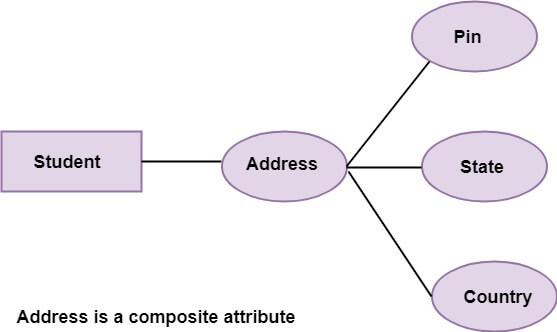 Pin
Student
Address
State
Country
Address is a composite attribute